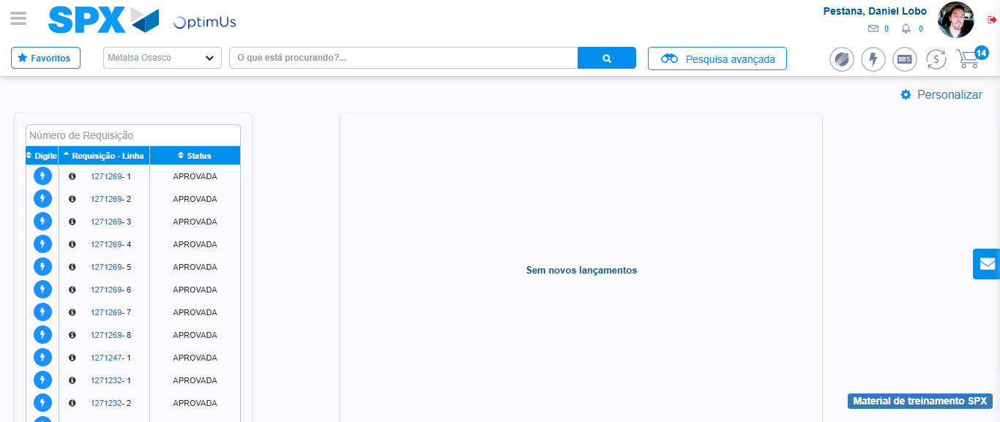 SPX OptimUs
Pestana, Daniel Lobo
0 0
Favoritos
Metalsa Osasco
O que está procurando?...
Pesquisa avançada
14
Personalizar
Número de Requisição
Digite Requisição - Linha Status
1271269- 1 APROVADA
1271269- 2 APROVADA
1271269- 3 APROVADA
1271269- 4 APROVADA
1271269- 5 APROVADA
1271269- 6 APROVADA
1271269- 7 APROVADA
1271269- 8 APROVADA
1271247- 1 APROVADA
1271232- 1 APROVADA
1271232- 2 APROVADA
Sem novos lançamentos
Material de treinamento SPX